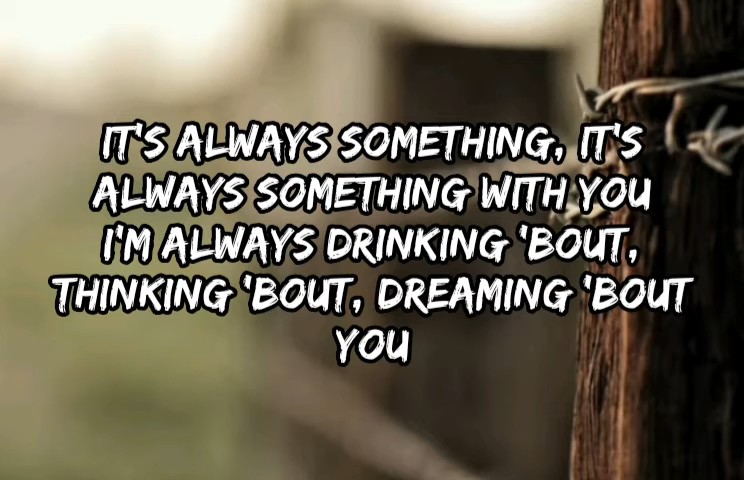 IT'S ALWAYS SOMETHING, IT'S
ALWAYS SOMETHING WITH YOU
I'M ALWAYS DRINKING 'BOUT,
THINKING 'BOUT, DREAMING 'BOUT
YOU